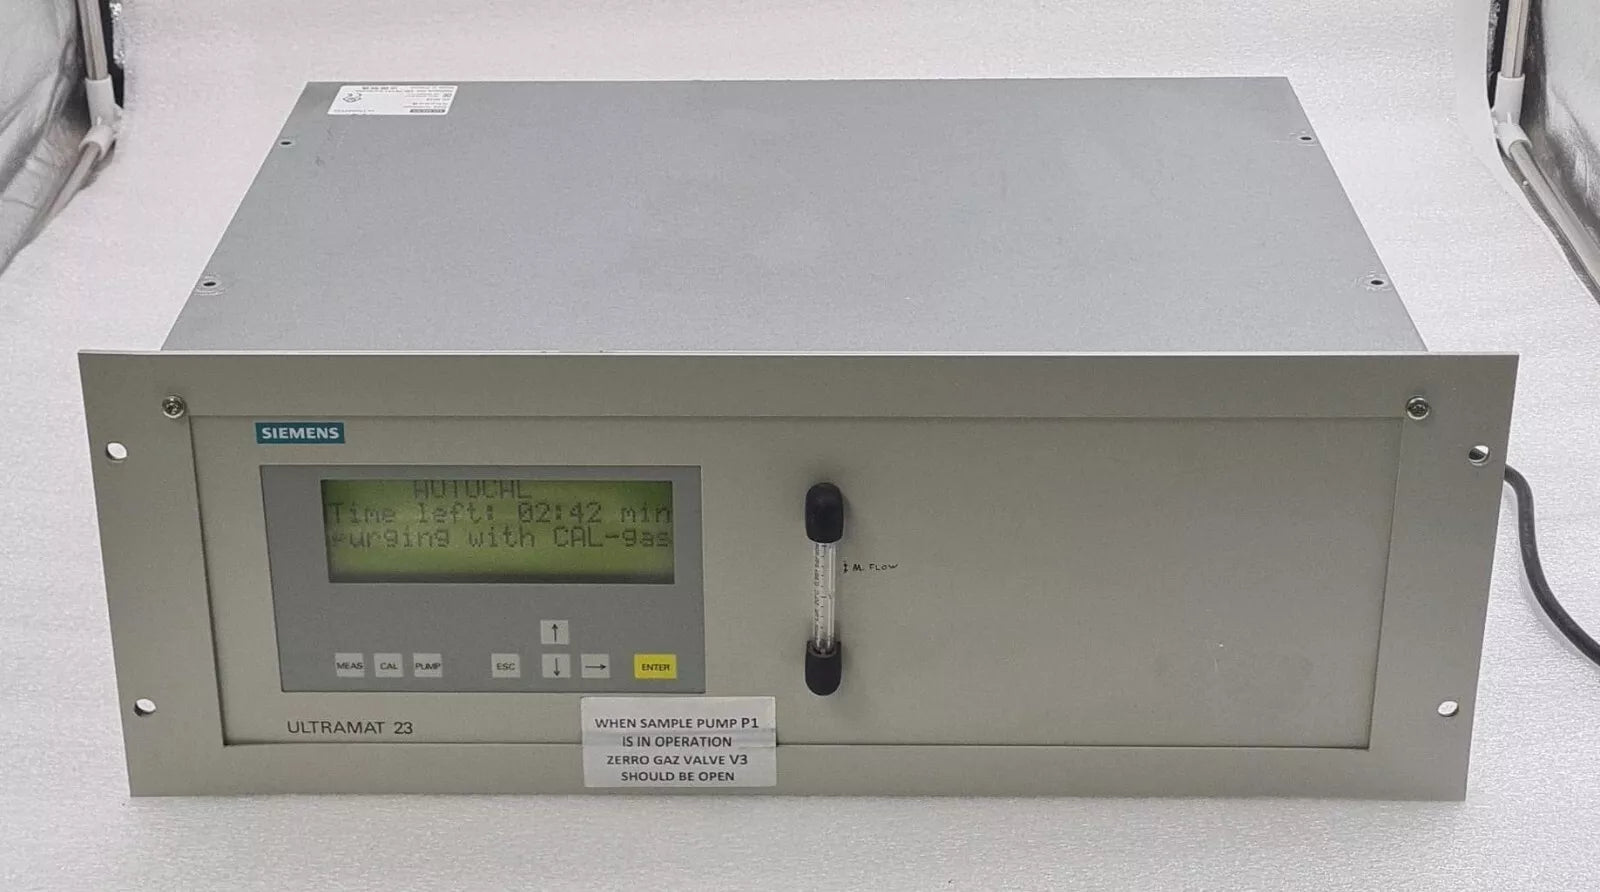 SIEMENS
AUTOCAL
Time left: 02:42 min
Purging with CAL-gas
M. FLOW
↑
MEAS CAL PUMP ESC ↓ → ENTER
ULTRAMAT 23
WHEN SAMPLE PUMP P1
IS IN OPERATION
ZERRO GAZ VALVE V3
SHOULD BE OPEN